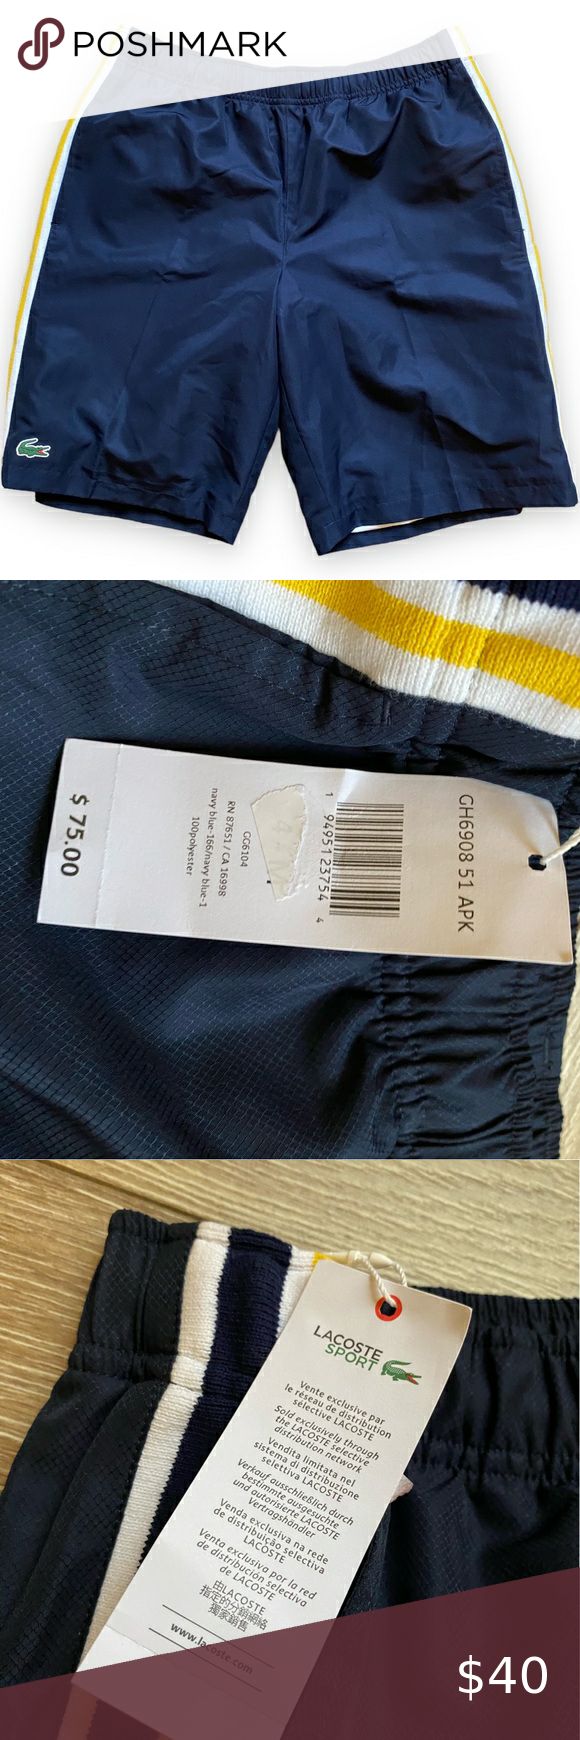 POSHMARK
GH6908 51 APK
1 94951 23754 4
GG6104
RN 87651 / CA 16998
navy blue-166/navy blue-1
100polyester
$ 75.00
LACOSTE
SPORT
Vente exclusive par
le réseau de distribution
sélective LACOSTE
Sold exclusively through
the LACOSTE selective
distribution network
Vendita limitata nel
sistema di distribuzione
selettiva LACOSTE
Verkauf ausschließlich durch
bestimmte ausgesuchte
und autorisierte LACOSTE
Vertragshändler
Venda exclusiva na rede
de distribuição selectiva
LACOSTE
Venta exclusiva por la red
de distribución selectiva
de LACOSTE
由LACOSTE
指定的分銷網絡
獨家銷售
www.lacoste.com
$40